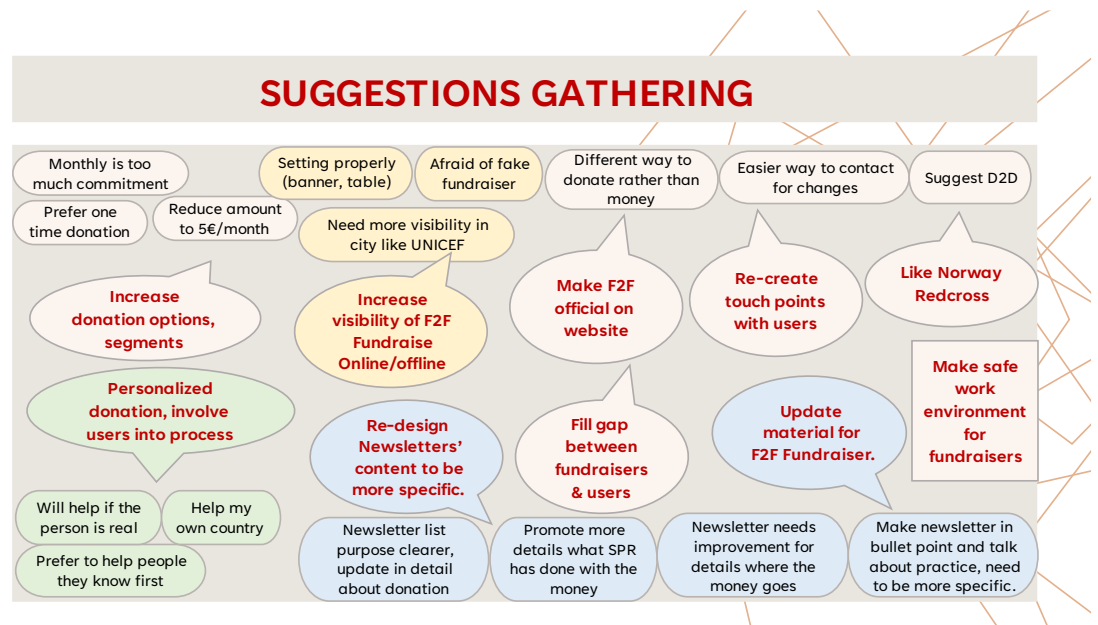 SUGGESTIONS GATHERING
Monthly is too
much commitment
Prefer one
time donation
Reduce amount
to 5€/month
Increase
donation options,
segments
Setting properly
(banner, table)
Afraid of fake
fundraiser
Need more visibility in
city like UNICEF
Increase
visibility of F2F
Fundraise
Online/offline
Different way to
donate rather than
money
Make F2F
official on
website
Easier way to contact
for changes
Re-create
touch points
with users
Suggest D2D
Like Norway
Redcross
Personalized
donation, involve
users into process
Will help if the
person is real
Help my
own country
Prefer to help people
they know first
Re-design
Newsletters’
content to be
more specific.
Fill gap
between
fundraisers
& users
Update
material for
F2F Fundraiser.
Make safe
work
environment
for
fundraisers
Newsletter list
purpose clearer,
update in detail
about donation
Promote more
details what SPR
has done with the
money
Newsletter needs
improvement for
details where the
money goes
Make newsletter in
bullet point and talk
about practice, need
to be more specific.